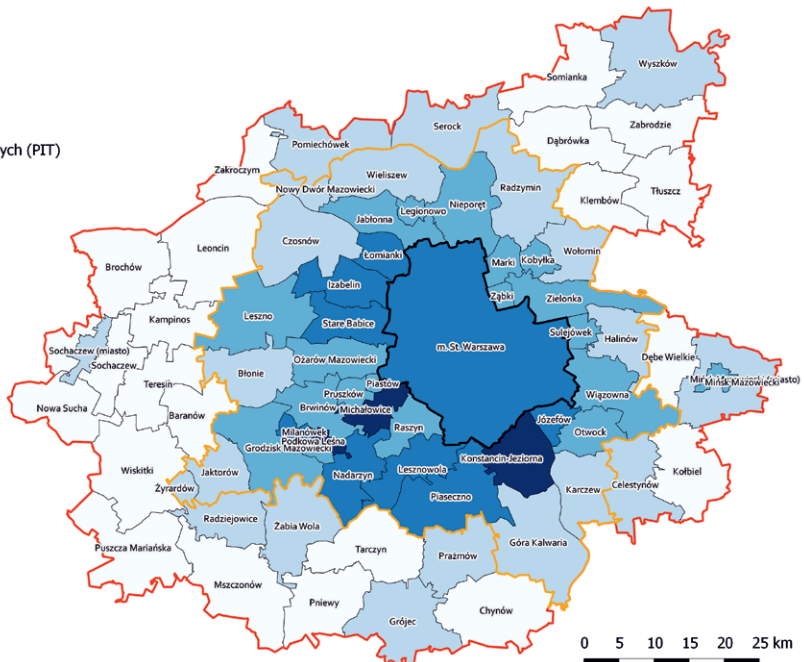 Wyszków
Somianka
Serock
Zabrodzie
Dąbrówka
ych (PIT)
Pomiechówek
Zakroczym
Wieliszew
Nowy Dwór Mazowiecki
Radzymin
Tłuszcz
Klembów
Nieporęt
Legionowo
Jabłonna
Leoncin
Czosnów
Łomianki
Wołomin
Marki
Kobyłka
Brochów
Izabelin
Ząbki
Zielonka
Kampinos
Leszno
Stare Babice
Sulejówek
Halinów
m. St. Warszawa
Sochaczew (miasto)
Sochaczew
Ożarów Mazowiecki
Dębe Wielkie
Błonie
Teresin
Piastów
Mińsk Mazowiecki
Pruszków
Wiązowna
Nowa Sucha
Baranów
Brwinów
Michałowice
Józefów
Raszyn
Milanówek
Otwock
Podkowa Leśna
Grodzisk Mazowiecki
Konstancin-Jeziorna
Wiskitki
Jaktorów
Nadarzyn
Lesznowola
Kołbiel
Żyrardów
Karczew
Celestynów
Piaseczno
Radziejowice
Żabia Wola
Góra Kalwaria
Puszcza Mariańska
Tarczyn
Prażmów
Mszczonów
Pniewy
Grójec
Chynów
0 5 10 15 20 25 km